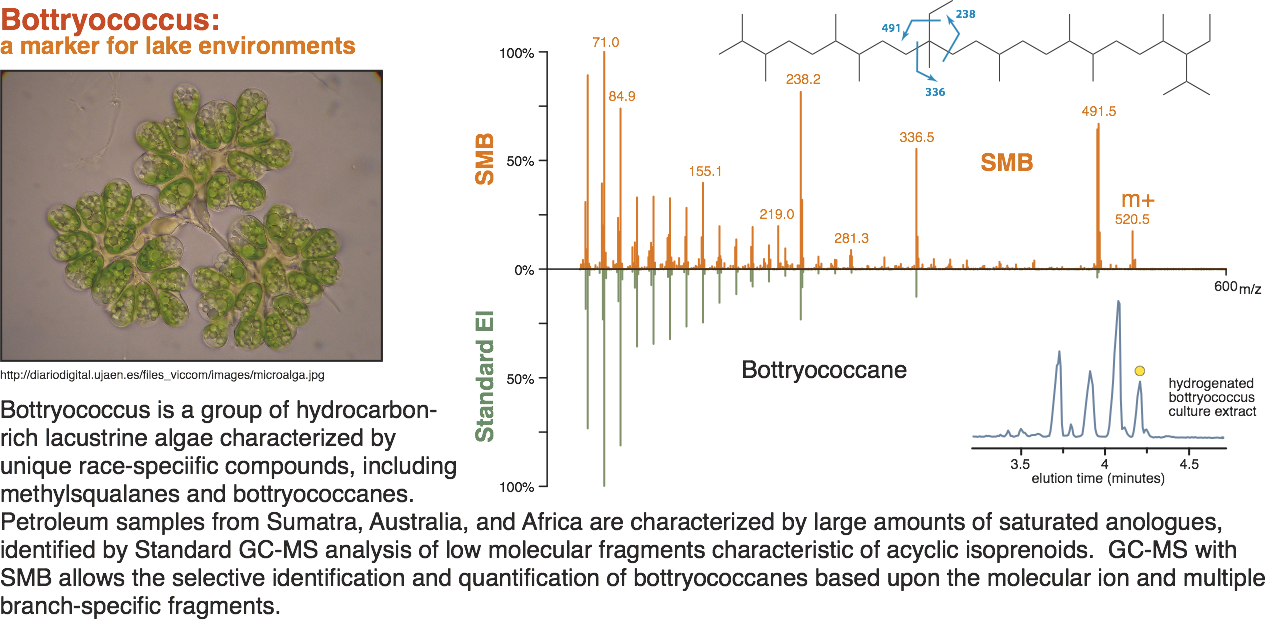 Bottryococcus:
a marker for lake environments
http://diariodigital.ujaen.es/files_viccom/images/microalga.jpg
Bottryococcus is a group of hydrocarbon-
rich lacustrine algae characterized by
unique race-speciific compounds, including
methylsqualanes and bottryococcanes.
Petroleum samples from Sumatra, Australia, and Africa are characterized by large amounts of saturated anologues,
identified by Standard GC-MS analysis of low molecular fragments characteristic of acyclic isoprenoids. GC-MS with
SMB allows the selective identification and quantification of bottryococcanes based upon the molecular ion and multiple
branch-specific fragments.
SMB
Standard EI
100%
50%
0%
50%
100%
71.0
84.9
155.1
219.0
238.2
281.3
336.5
491.5
m+
520.5
SMB
600 m/z
491
238
336
Bottryococcane
hydrogenated
bottryococcus
culture extract
3.5
4
4.5
elution time (minutes)